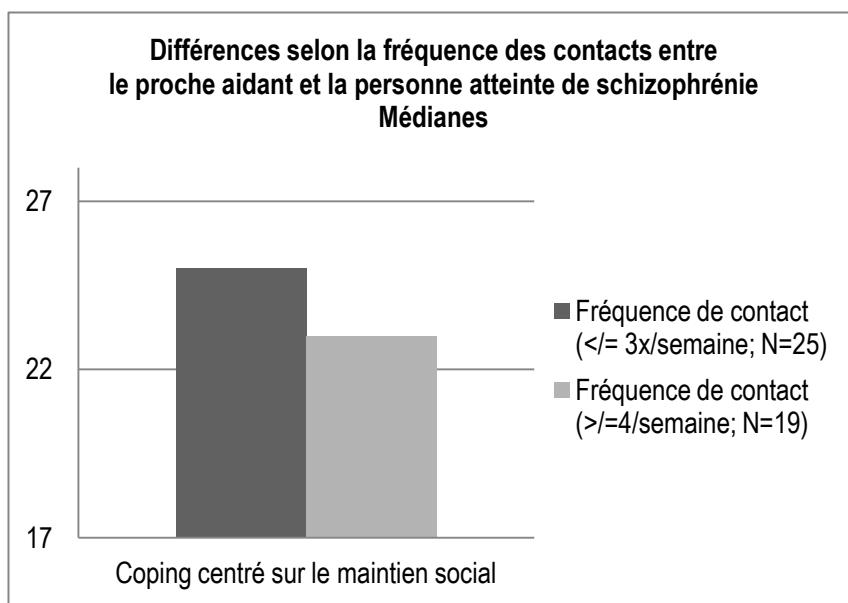 Différences selon la fréquence des contacts entre
le proche aidant et la personne atteinte de schizophrénie
Médianes
27
22
17
Coping centré sur le maintien social
Fréquence de contact
(</= 3x/semaine; N=25)
Fréquence de contact
(>/=4/semaine; N=19)